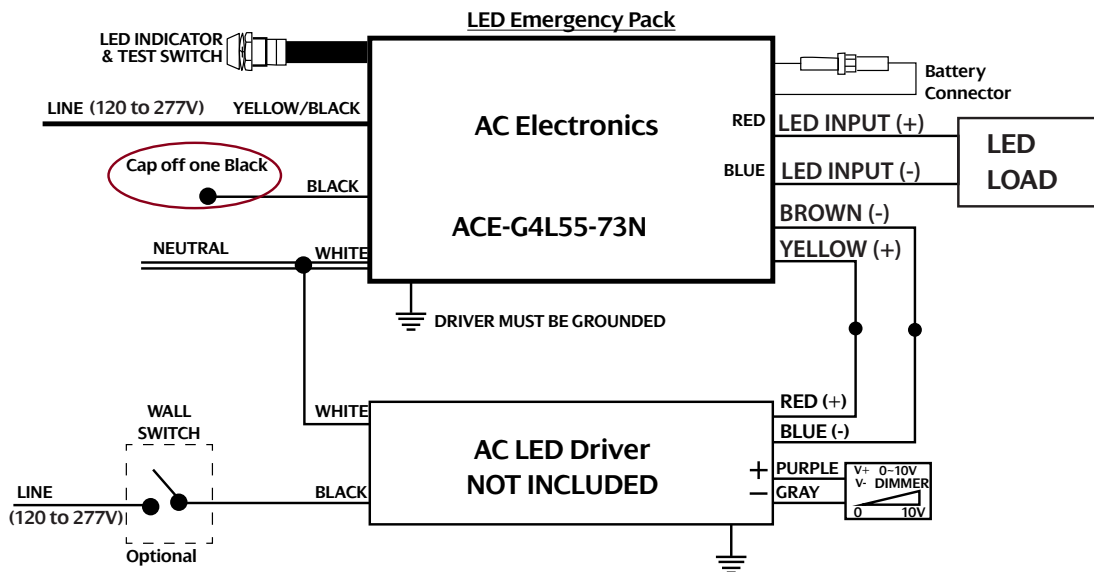 LED Emergency Pack
LED INDICATOR
& TEST SWITCH
Battery
Connector
LINE (120 to 277V)
YELLOW/BLACK
AC Electronics
RED
LED INPUT (+)
LED
LOAD
Cap off one Black
BLACK
BLUE
LED INPUT (-)
ACE-G4L55-73N
BROWN (-)
NEUTRAL
WHITE
YELLOW (+)
DRIVER MUST BE GROUNDED
WALL
SWITCH
WHITE
RED (+)
BLUE (-)
AC LED Driver
NOT INCLUDED
+ PURPLE
− GRAY
V+ 0~10V
V- DIMMER
0 10V
LINE
(120 to 277V)
BLACK
Optional